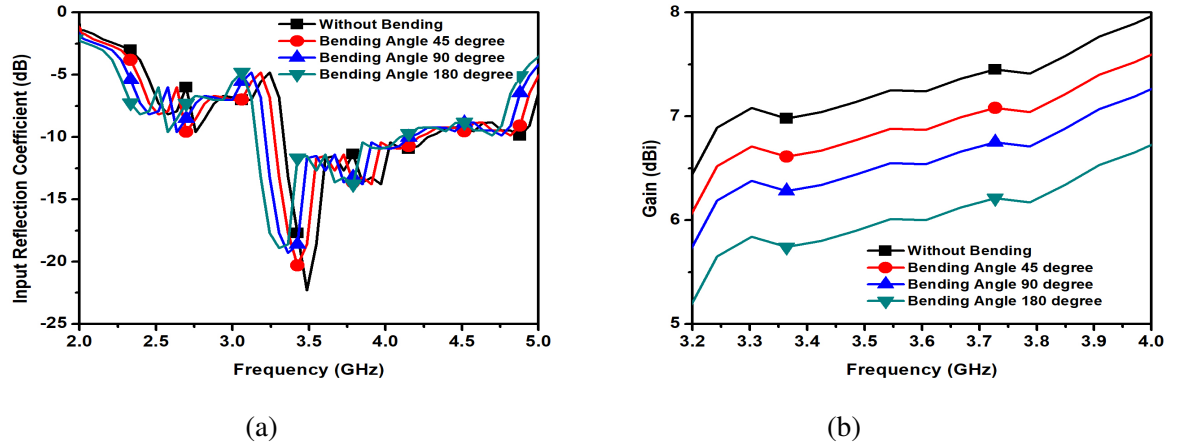 0
-5
-10
-15
-20
-25
2.0
2.5
3.0
3.5
4.0
4.5
5.0
Input Reflection Coefficient (dB)
Frequency (GHz)
Without Bending
Bending Angle 45 degree
Bending Angle 90 degree
Bending Angle 180 degree
(a)
8
7
6
5
3.2
3.3
3.4
3.5
3.6
3.7
3.8
3.9
4.0
Gain (dBi)
Frequency (GHz)
Without Bending
Bending Angle 45 degree
Bending Angle 90 degree
Bending Angle 180 degree
(b)